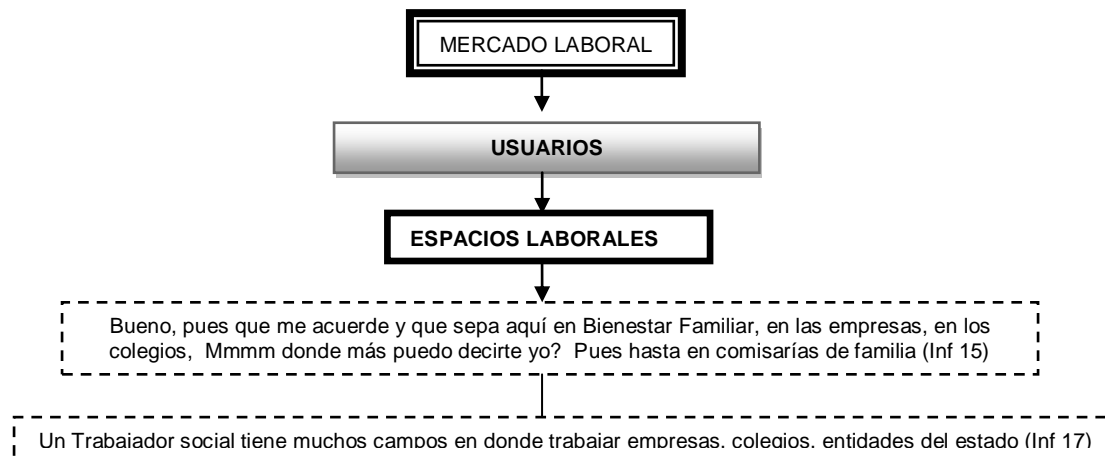 MERCADO LABORAL
USUARIOS
ESPACIOS LABORALES
Bueno, pues que me acuerde y que sepa aquí en Bienestar Familiar, en las empresas, en los
colegios, Mmmm donde más puedo decirte yo? Pues hasta en comisarías de familia (Inf 15)
Un Trabajador social tiene muchos campos en donde trabajar empresas, colegios, entidades del estado (Inf 17)